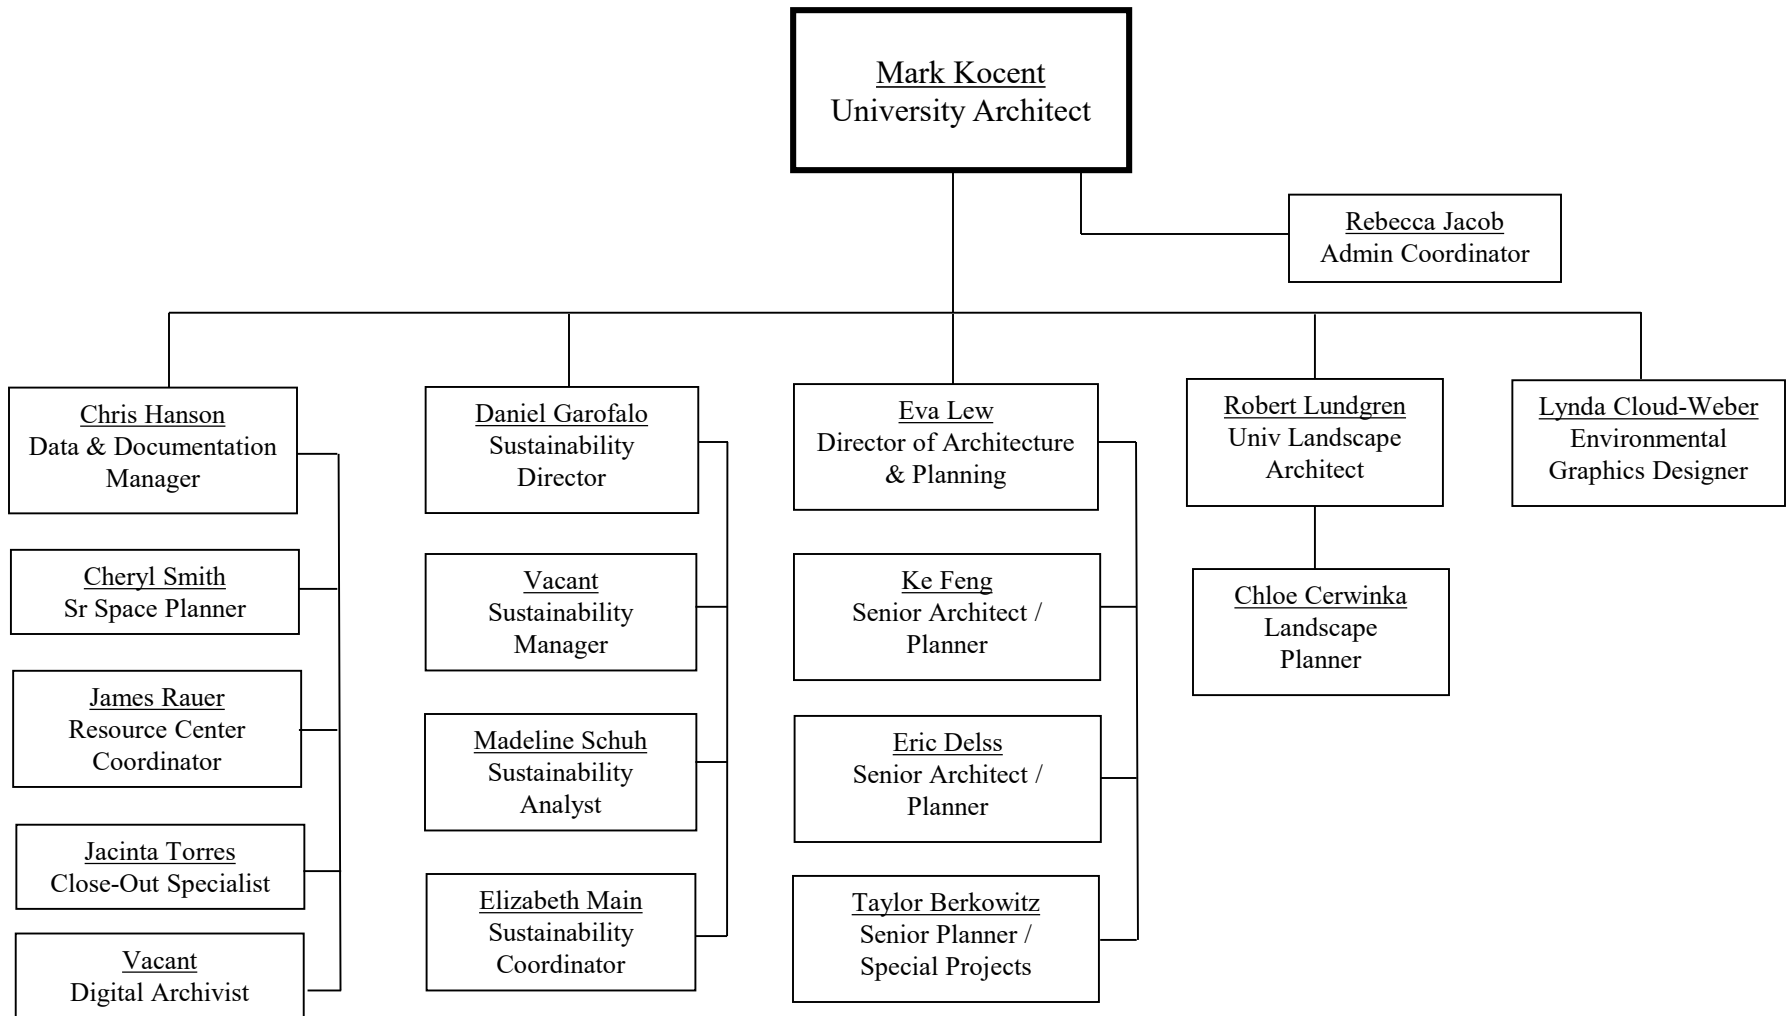 Mark Kocent
University Architect
Rebecca Jacob
Admin Coordinator
Chris Hanson
Data & Documentation
Manager
Cheryl Smith
Sr Space Planner
James Rauer
Resource Center
Coordinator
Jacinta Torres
Close-Out Specialist
Vacant
Digital Archivist
Daniel Garofalo
Sustainability
Director
Vacant
Sustainability
Manager
Madeline Schuh
Sustainability
Analyst
Elizabeth Main
Sustainability
Coordinator
Eva Lew
Director of Architecture
& Planning
Ke Feng
Senior Architect /
Planner
Eric Delss
Senior Architect /
Planner
Taylor Berkowitz
Senior Planner /
Special Projects
Robert Lundgren
Univ Landscape
Architect
Chloe Cerwinka
Landscape
Planner
Lynda Cloud-Weber
Environmental
Graphics Designer